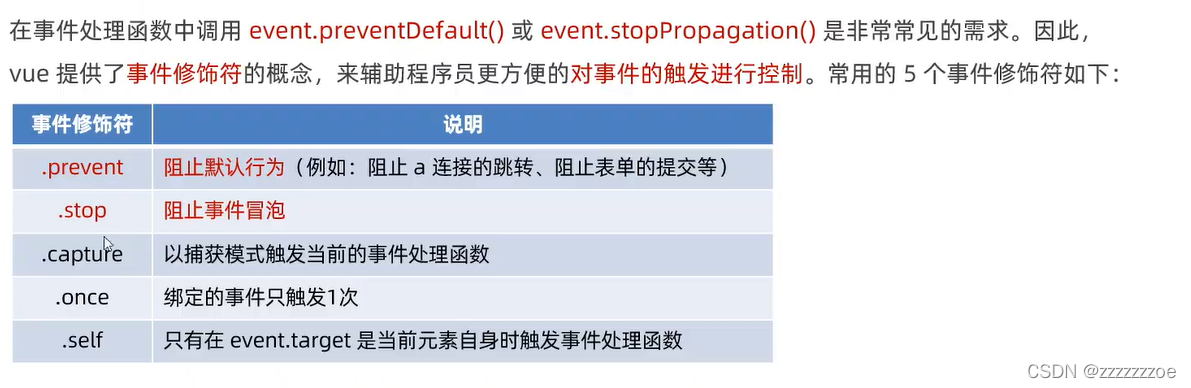 在事件处理函数中调用 event.preventDefault() 或 event.stopPropagation() 是非常常见的需求。因此，
vue 提供了事件修饰符的概念，来辅助程序员更方便的对事件的触发进行控制。常用的 5 个事件修饰符如下：
事件修饰符 说明
.prevent 阻止默认行为（例如：阻止 a 连接的跳转、阻止表单的提交等）
.stop 阻止事件冒泡
.capture 以捕获模式触发当前的事件处理函数
.once 绑定的事件只触发1次
.self 只有在 event.target 是当前元素自身时触发事件处理函数
CSDN @zzzzzzzoe